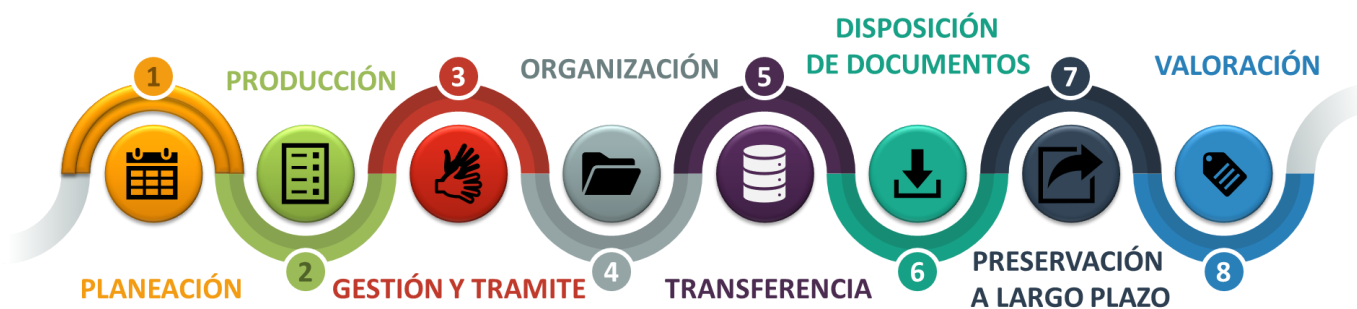 1
PLANEACIÓN
PRODUCCIÓN
2
3
GESTIÓN Y TRAMITE
ORGANIZACIÓN
4
5
TRANSFERENCIA
DISPOSICIÓN
DE DOCUMENTOS
6
7
PRESERVACIÓN
A LARGO PLAZO
VALORACIÓN
8